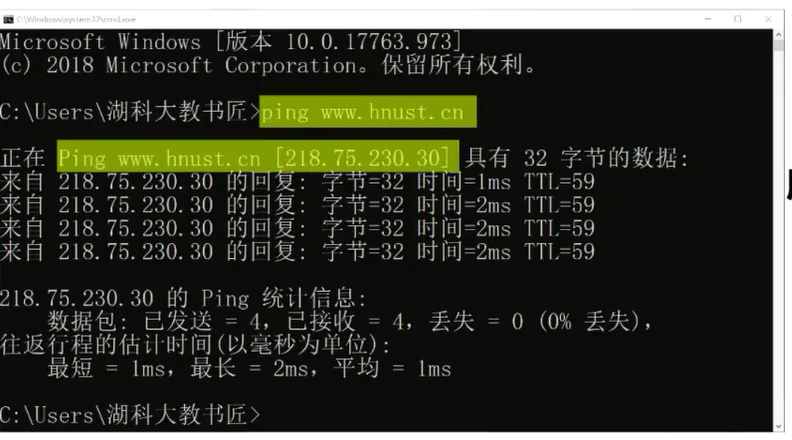 C:\Windows\system32\cmd.exe
Microsoft Windows [版本 10.0.17763.973]
(c) 2018 Microsoft Corporation。保留所有权利。
C:\Users\湖科大教书匠>ping www.hnust.cn
正在 Ping www.hnust.cn [218.75.230.30] 具有 32 字节的数据:
来自 218.75.230.30 的回复: 字节=32 时间=1ms TTL=59
来自 218.75.230.30 的回复: 字节=32 时间=2ms TTL=59
来自 218.75.230.30 的回复: 字节=32 时间=2ms TTL=59
来自 218.75.230.30 的回复: 字节=32 时间=2ms TTL=59
218.75.230.30 的 Ping 统计信息:
数据包: 已发送 = 4，已接收 = 4，丢失 = 0 (0% 丢失)，
往返行程的估计时间(以毫秒为单位):
最短 = 1ms，最长 = 2ms，平均 = 1ms
C:\Users\湖科大教书匠>